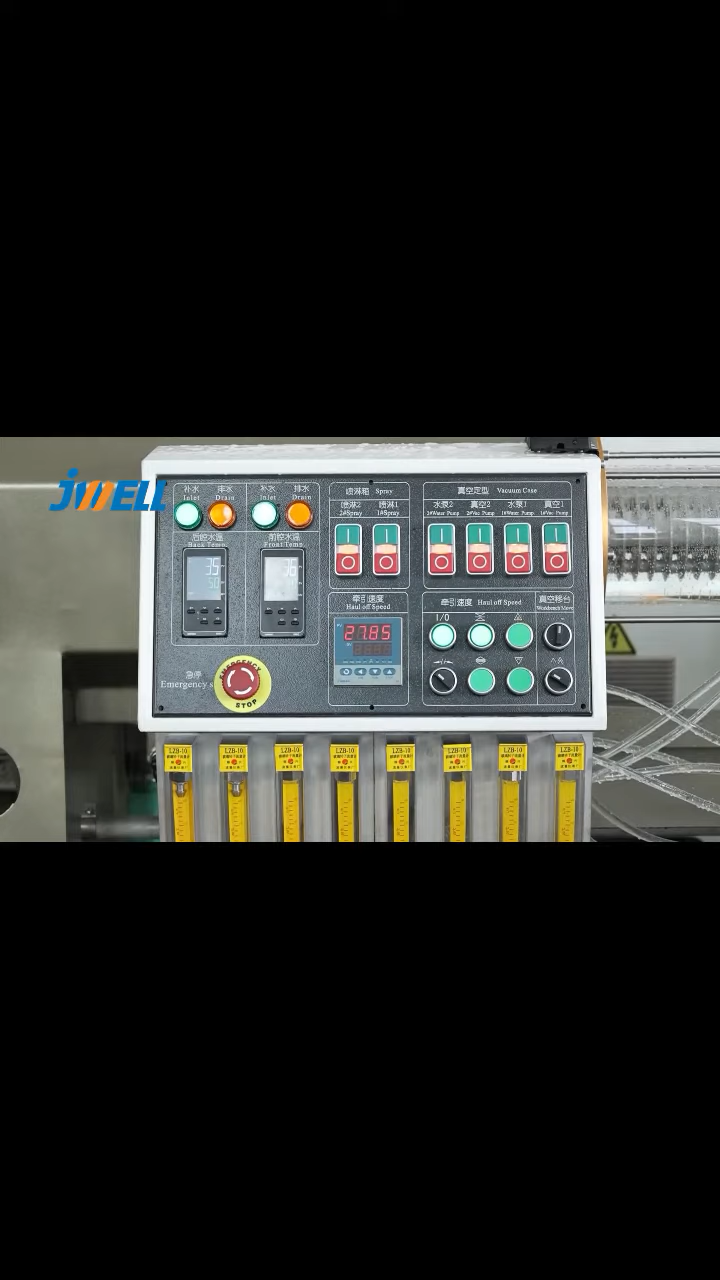 JWELL
补水 排水 补水 排水
Inlet Drain Inlet Drain
后腔水温 前腔水温
Back Temp. Front Temp.
35
50
36
喷淋箱 Spray
喷淋2 喷淋1
2#Spray 1#Spray
真空定型 Vacuum Case
水泵2 真空2 水泵1 真空1
2#Water Pump 2#Vac. Pump 1#Water Pump 1#Vac. Pump
牵引速度
Haul off Speed
PV
27.85
牵引速度 Haul off Speed
I/O
真空移台
Workbench Move
急停
Emergency s
EMERGENCY
STOP
LZB-10 LZB-10 LZB-10 LZB-10 LZB-10 LZB-10 LZB-10 LZB-10